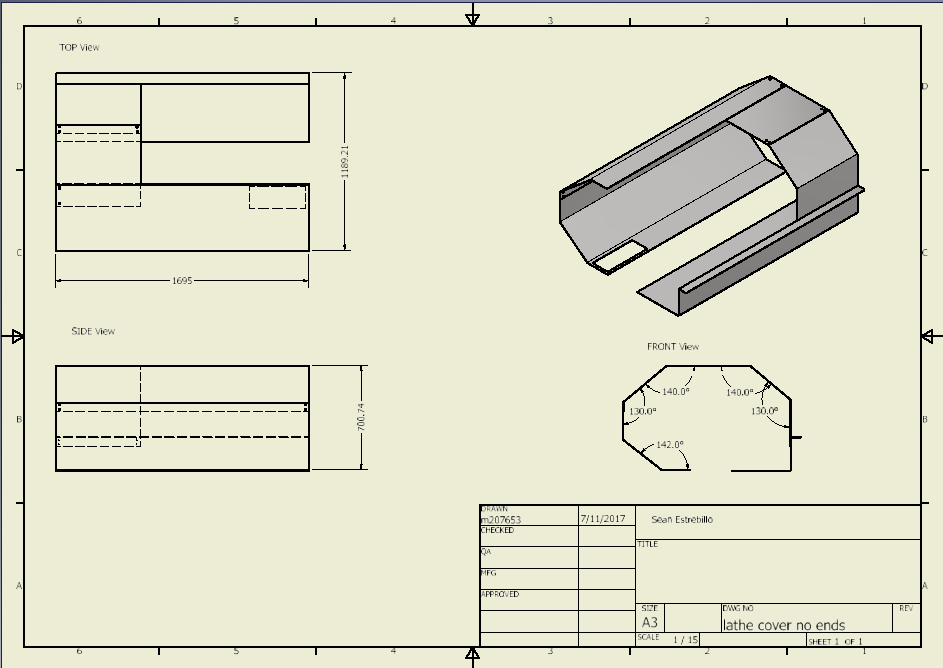 6 5 4 3 2 1
TOP View
D D
1189.21
C C
1695
SIDE View
FRONT View
140.0° 140.0°
130.0° 130.0°
B B
700.74
142.0°
DRAWN
m207653 7/11/2017 Sean Estrebillo
CHECKED
TITLE
QA
MFG
A A
APPROVED
SIZE DWG NO REV
A3 lathe cover no ends
SCALE 1 / 15 SHEET 1 OF 1
6 5 4 3 2 1